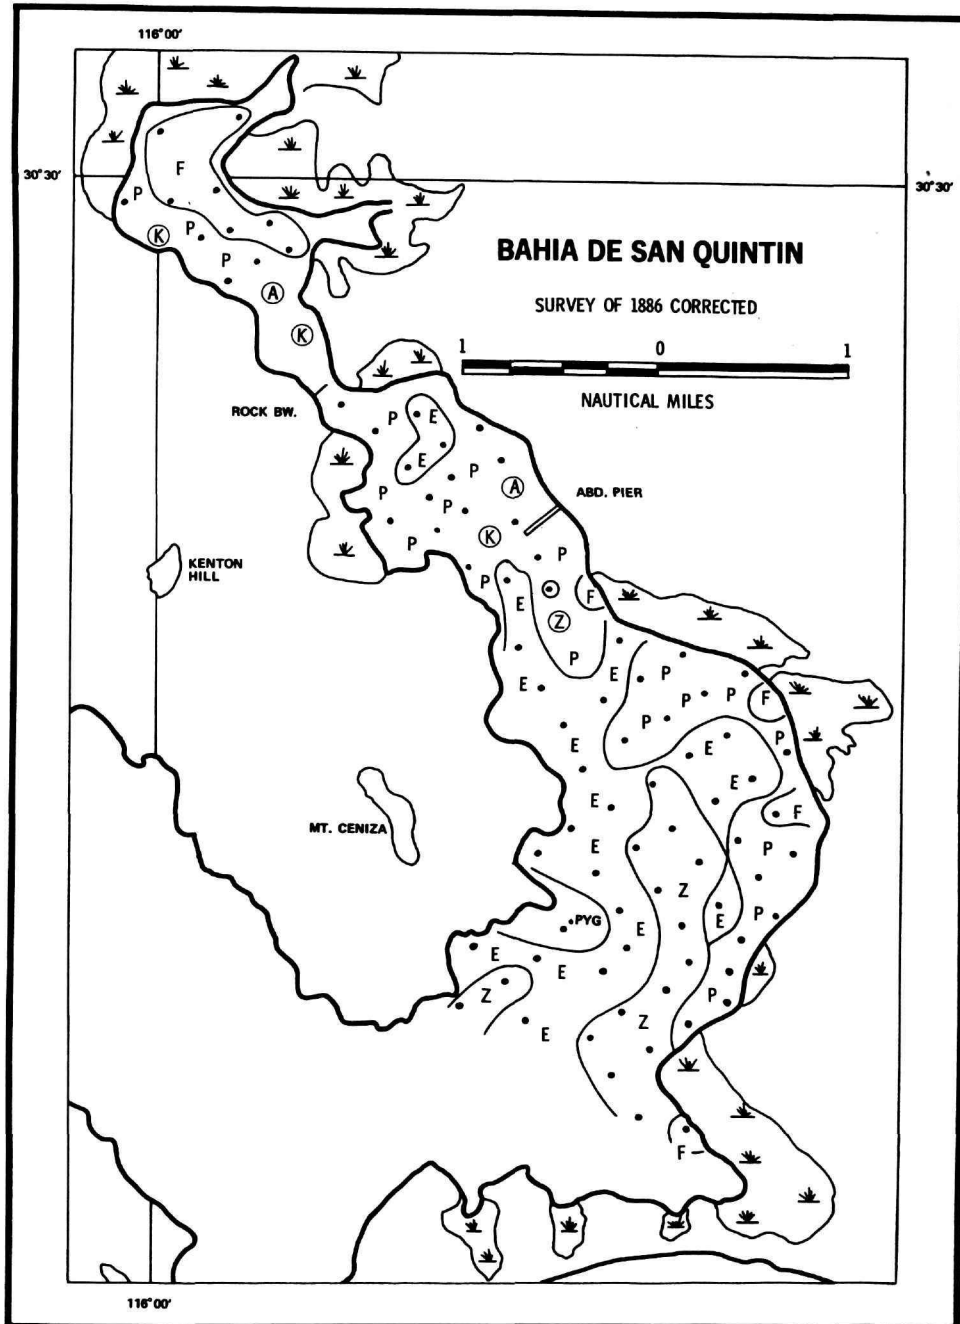 116°00'
30°30'
30°30'
F
P
K
P
P
A
K
BAHIA DE SAN QUINTIN
SURVEY OF 1886 CORRECTED
1 0 1
NAUTICAL MILES
ROCK BW.
P E
E P
A
P P
ABD. PIER
K
P P
KENTON
HILL
P
E F
Z
P
E E P
P P F
P
E E P
E
E F
MT. CENIZA
E P
Z
PYG E P
E
E E
Z P
E Z
F
116°00'